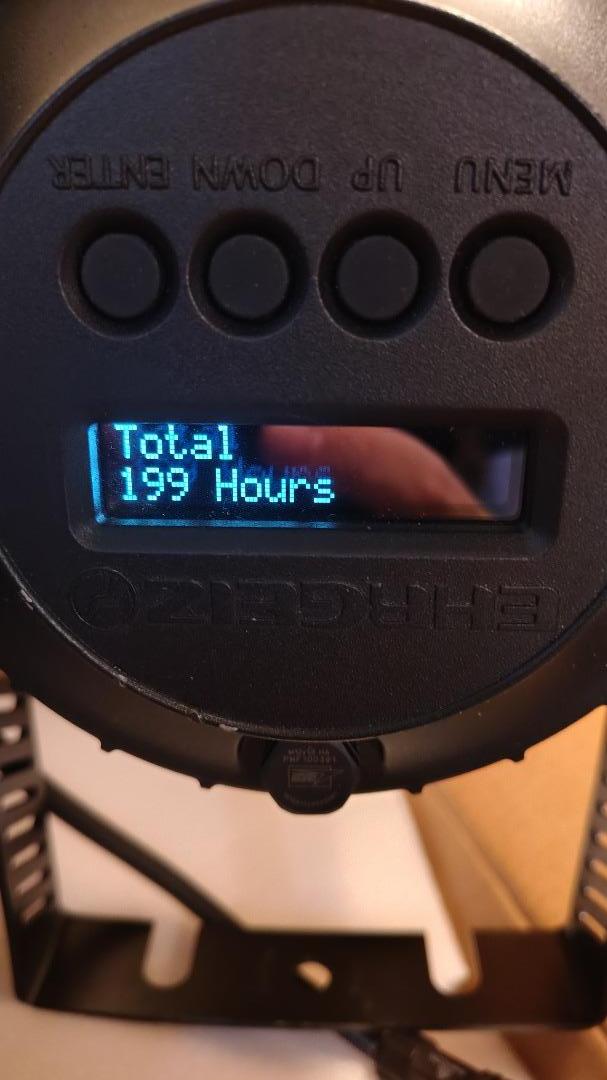 MENU UP DOWN ENTER
Total
199 Hours
EHRGEIZ